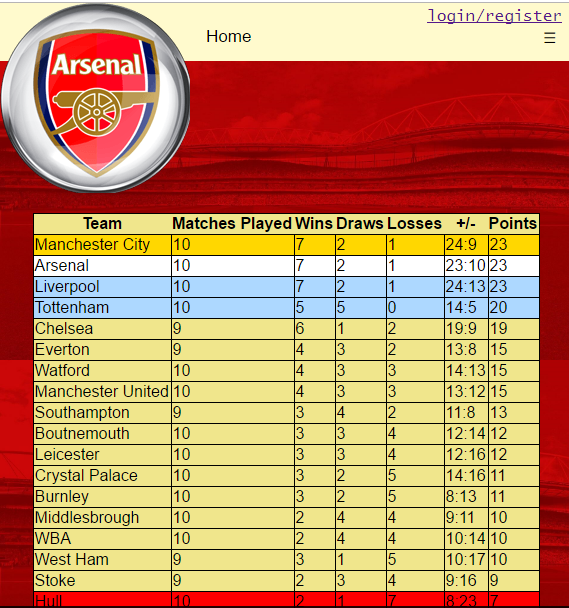 login/register
Home
☰
Arsenal
Team Matches Played Wins Draws Losses +/- Points
Manchester City 10 7 2 1 24:9 23
Arsenal 10 7 2 1 23:10 23
Liverpool 10 7 2 1 24:13 23
Tottenham 10 5 5 0 14:5 20
Chelsea 9 6 1 2 19:9 19
Everton 9 4 3 2 13:8 15
Watford 10 4 3 3 14:13 15
Manchester United 10 4 3 3 13:12 15
Southampton 9 3 4 2 11:8 13
Boutnemouth 10 3 3 4 12:14 12
Leicester 10 3 3 4 12:16 12
Crystal Palace 10 3 2 5 14:16 11
Burnley 10 3 2 5 8:13 11
Middlesbrough 10 2 4 4 9:11 10
WBA 10 2 4 4 10:14 10
West Ham 9 3 1 5 10:17 10
Stoke 9 2 3 4 9:16 9
Hull 10 2 1 7 8:23 7